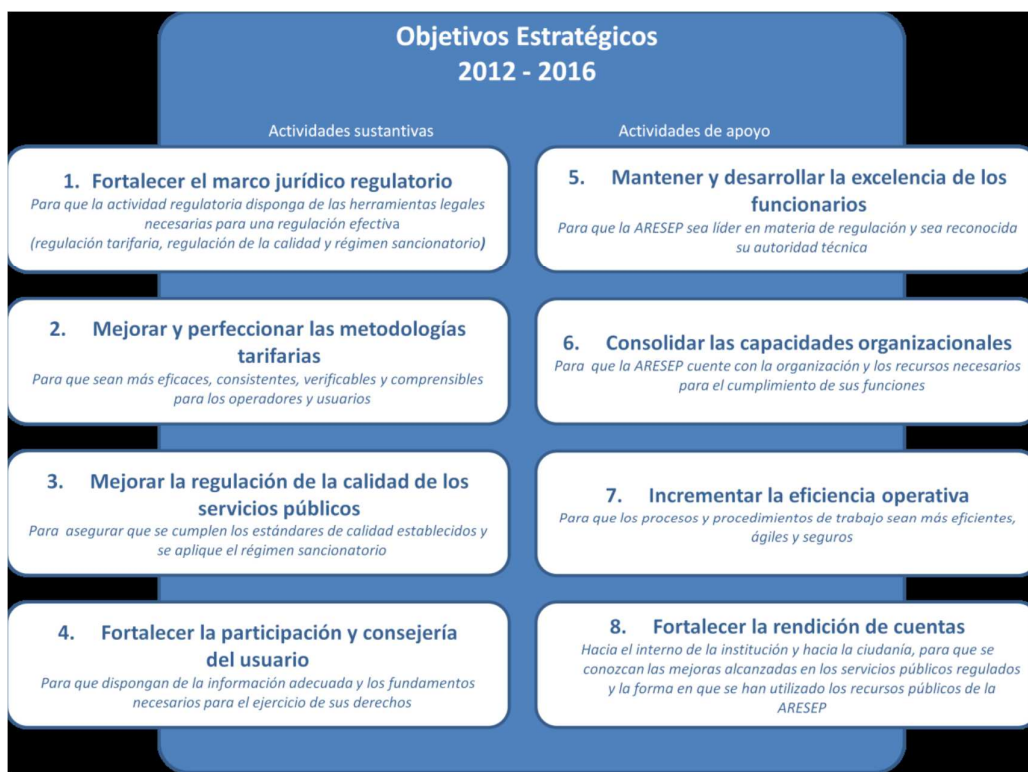 Objetivos Estratégicos
2012 - 2016
Actividades sustantivas
1. Fortalecer el marco jurídico regulatorio
Para que la actividad regulatoria disponga de las herramientas legales
necesarias para una regulación efectiva
(regulación tarifaria, regulación de la calidad y régimen sancionatorio)
2. Mejorar y perfeccionar las metodologías
tarifarias
Para que sean más eficaces, consistentes, verificables y comprensibles
para los operadores y usuarios
3. Mejorar la regulación de la calidad de los
servicios públicos
Para asegurar que se cumplen los estándares de calidad establecidos y
se aplique el régimen sancionatorio
4. Fortalecer la participación y consejería
del usuario
Para que dispongan de la información adecuada y los fundamentos
necesarios para el ejercicio de sus derechos
Actividades de apoyo
5. Mantener y desarrollar la excelencia de los
funcionarios
Para que la ARESEP sea líder en materia de regulación y sea reconocida
su autoridad técnica
6. Consolidar las capacidades organizacionales
Para que la ARESEP cuente con la organización y los recursos necesarios
para el cumplimiento de sus funciones
7. Incrementar la eficiencia operativa
Para que los procesos y procedimientos de trabajo sean más eficientes,
ágiles y seguros
8. Fortalecer la rendición de cuentas
Hacia el interno de la institución y hacia la ciudanía, para que se
conozcan las mejoras alcanzadas en los servicios públicos regulados
y la forma en que se han utilizado los recursos públicos de la
ARESEP